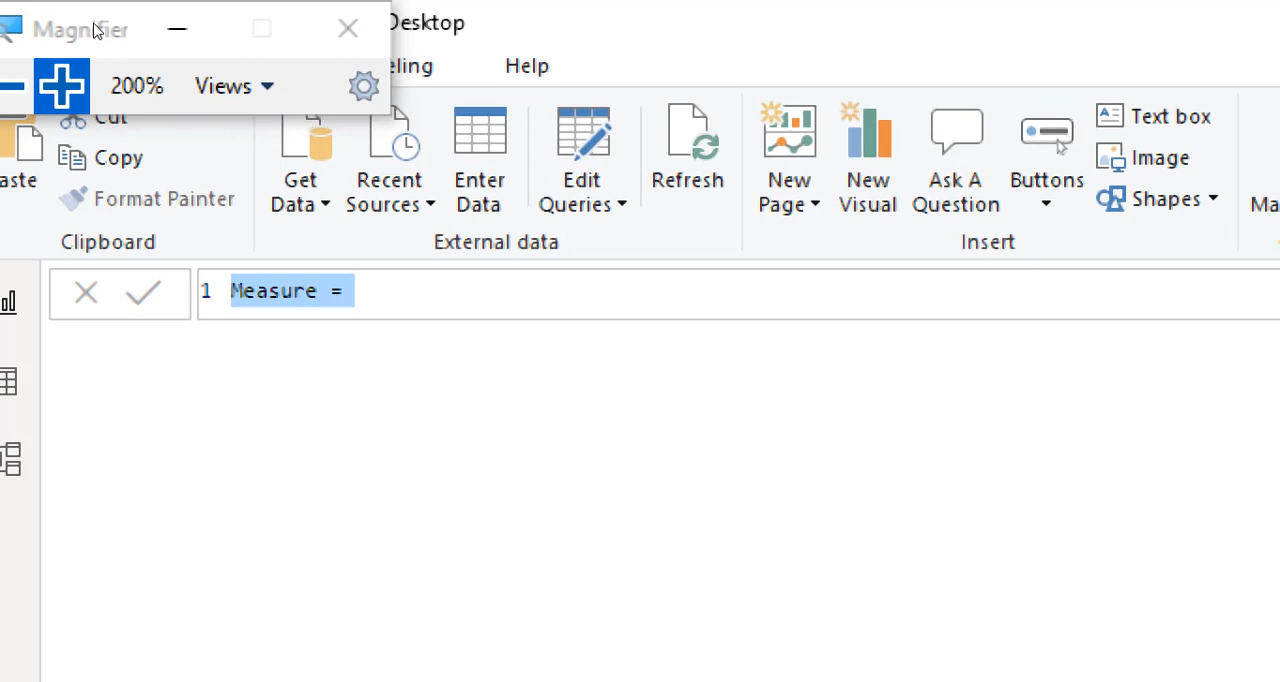 Magnifier
Desktop
eling
Help
200%
Views
Cut
Copy
aste
Format Painter
Clipboard
Get Data
Recent Sources
Enter Data
Edit Queries
Refresh
External data
New Page
New Visual
Ask A Question
Buttons
Text box
Image
Shapes
Insert
Ma
1 Measure =